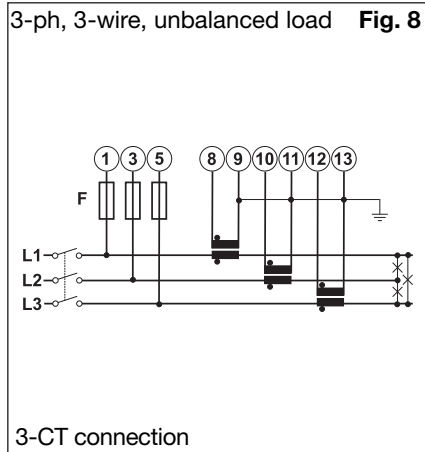 3-ph, 3-wire, unbalanced load Fig. 8
1 3 5 8 9 10 11 12 13
F
L1
L2
L3
3-CT connection